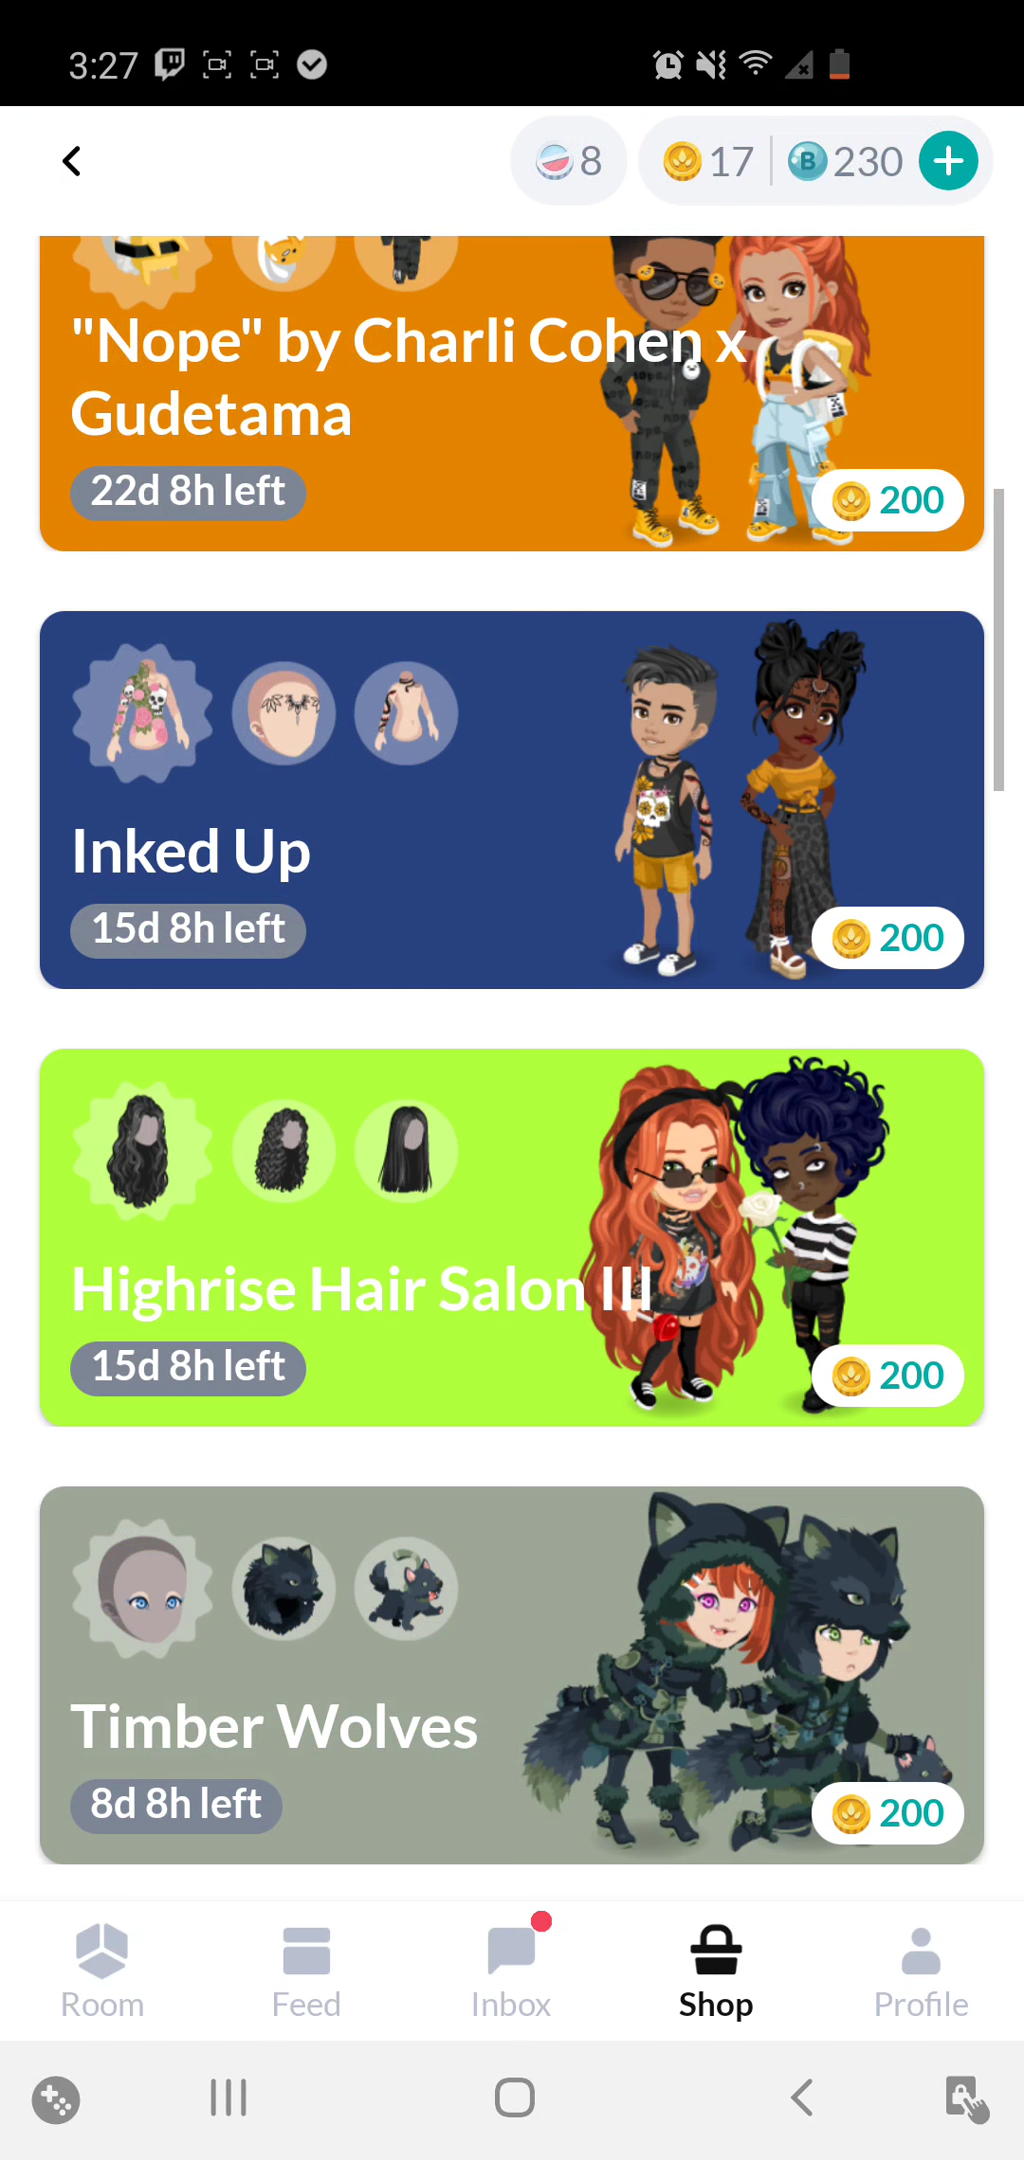 3:27
8
17
B 230
"Nope" by Charli Cohen x
Gudetama
22d 8h left
200
Inked Up
15d 8h left
200
Highrise Hair Salon III
15d 8h left
200
Timber Wolves
8d 8h left
200
Room
Feed
Inbox
Shop
Profile